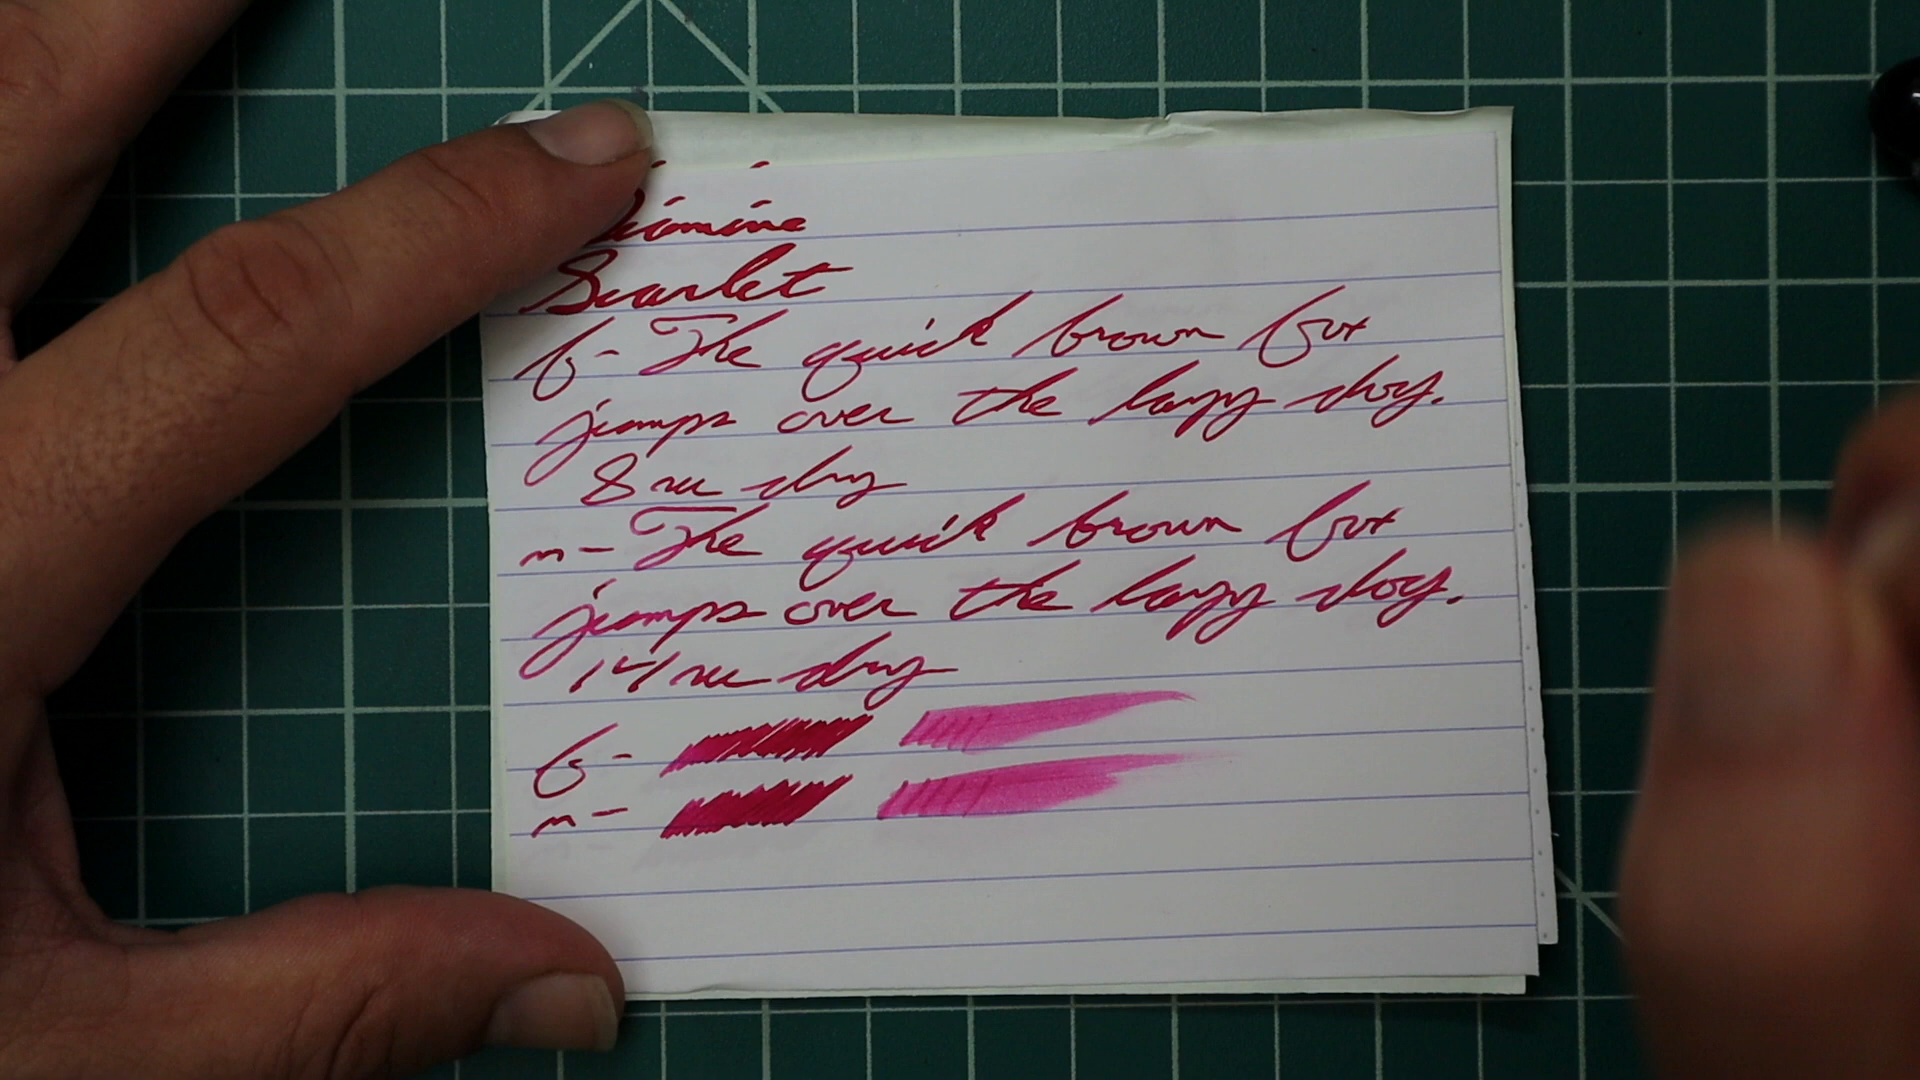 Diamine
Scarlet
f- The quick brown fox
jumps over the lazy dog.
8 sec dry
m- The quick brown fox
jumps over the lazy dog.
14 sec dry
f-
m-